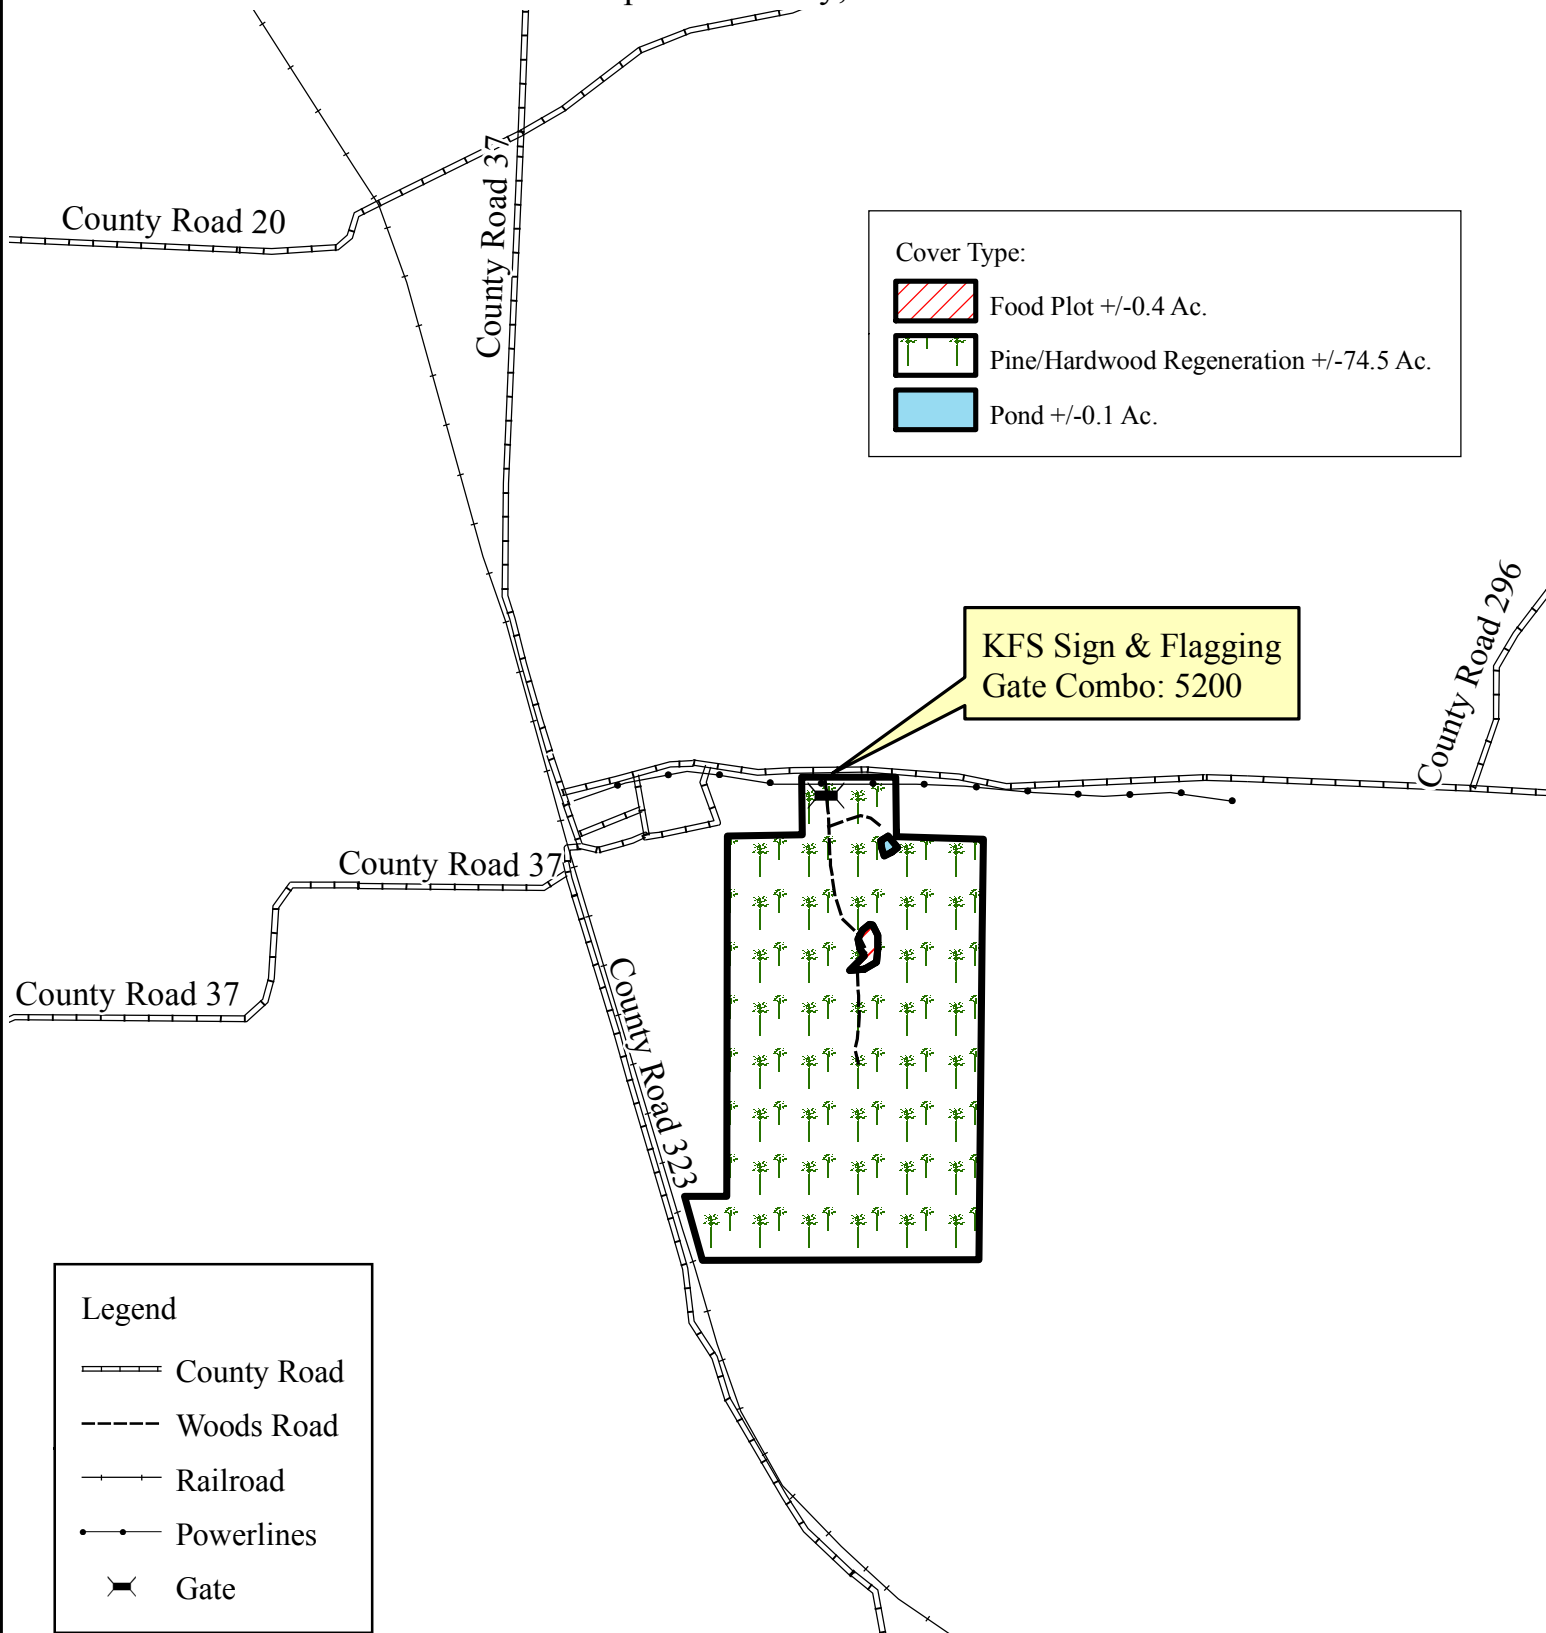 County Road 20
County Road 37
Cover Type:
Food Plot +/-0.4 Ac.
Pine/Hardwood Regeneration +/-74.5 Ac.
Pond +/-0.1 Ac.
KFS Sign & Flagging
Gate Combo: 5200
County Road 296
County Road 37
County Road 37
County Road 323
Legend
County Road
Woods Road
Railroad
Powerlines
Gate